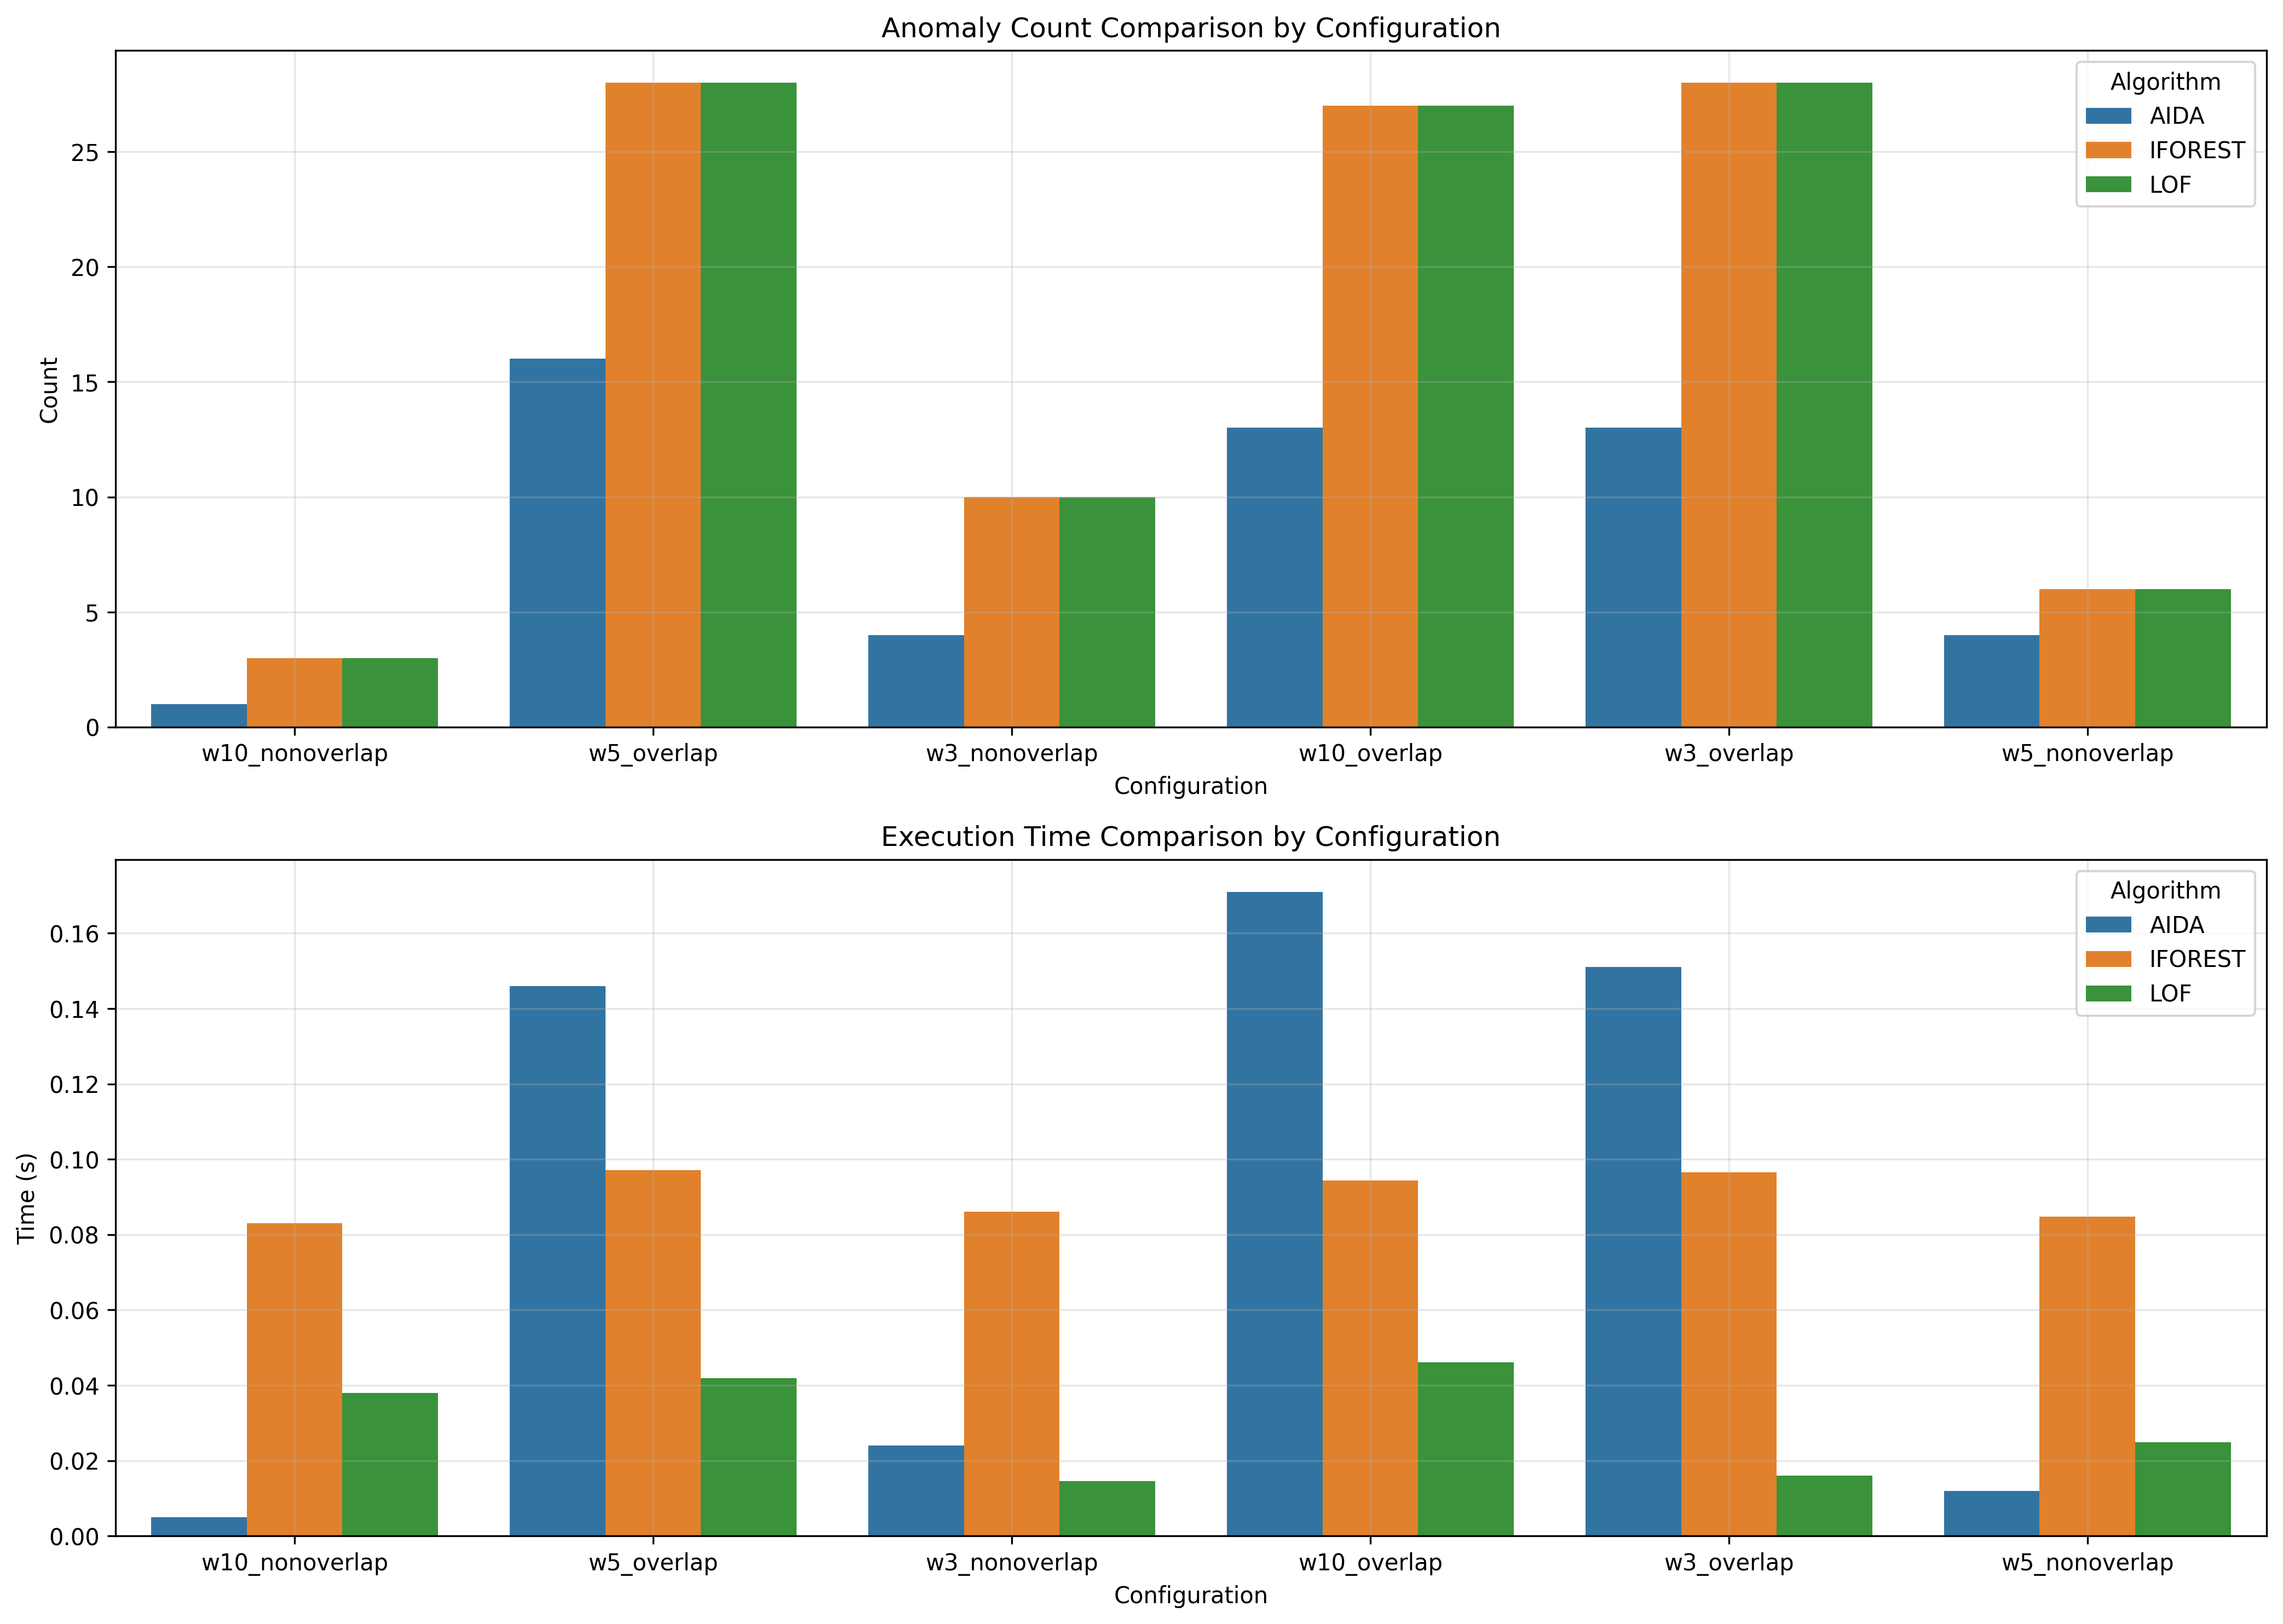 Anomaly Count Comparison by Configuration
Count
25
20
15
10
5
0
Algorithm
AIDA
IFOREST
LOF
w10_nonoverlap w5_overlap w3_nonoverlap w10_overlap w3_overlap w5_nonoverlap
Configuration
Execution Time Comparison by Configuration
Time (s)
0.16
0.14
0.12
0.10
0.08
0.06
0.04
0.02
0.00
Algorithm
AIDA
IFOREST
LOF
w10_nonoverlap w5_overlap w3_nonoverlap w10_overlap w3_overlap w5_nonoverlap
Configuration